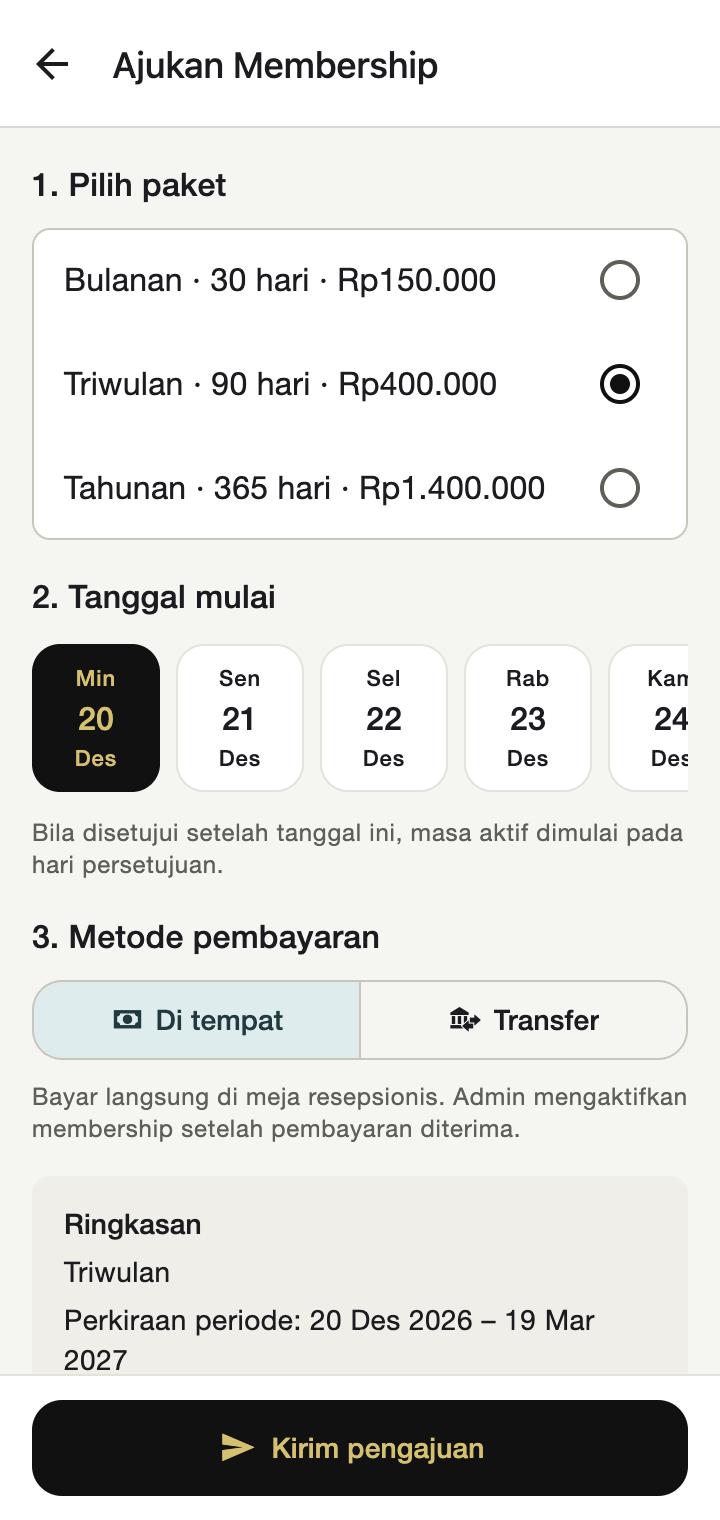 Ajukan Membership
1. Pilih paket
Bulanan · 30 hari · Rp150.000
Triwulan · 90 hari · Rp400.000
Tahunan · 365 hari · Rp1.400.000
2. Tanggal mulai
Min Sen Sel Rab Kam
20 21 22 23 24
Des Des Des Des Des
Bila disetujui setelah tanggal ini, masa aktif dimulai pada
hari persetujuan.
3. Metode pembayaran
Di tempat Transfer
Bayar langsung di meja resepsionis. Admin mengaktifkan
membership setelah pembayaran diterima.
Ringkasan
Triwulan
Perkiraan periode: 20 Des 2026 – 19 Mar
2027
Kirim pengajuan